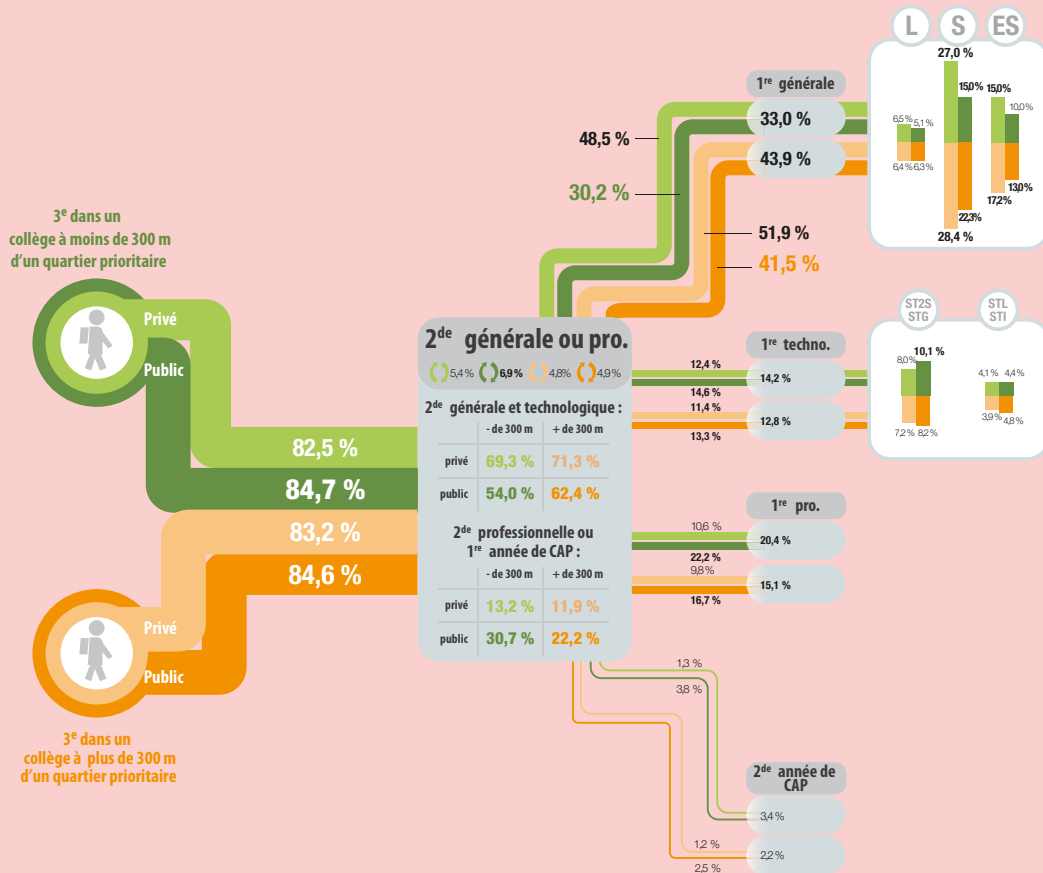 L S ES
27,0 %
15,0% 15,0%
10,0%
6,5% 5,1%
6,4% 6,3%
13,0%
17,2%
22,3%
28,4 %
1re générale
33,0 %
43,9 %
48,5 %
30,2 %
51,9 %
41,5 %
3e dans un
collège à moins de 300 m
d'un quartier prioritaire
Privé
Public
82,5 %
84,7 %
83,2 %
84,6 %
Privé
Public
3e dans un
collège à plus de 300 m
d'un quartier prioritaire
2de générale ou pro.
5,4% 6,9% 4,8% 4,9%
2de générale et technologique :
- de 300 m + de 300 m
privé 69,3 % 71,3 %
public 54,0 % 62,4 %
2de professionnelle ou
1re année de CAP :
- de 300 m + de 300 m
privé 13,2 % 11,9 %
public 30,7 % 22,2 %
1re techno.
12,4 %
14,2 %
14,6 %
11,4 %
12,8 %
13,3 %
ST2S
STG
STL
STI
8,0% 10,1 %
7,2% 8,2%
4,1 % 4,4%
3,9% 4,8%
1re pro.
10,6 %
20,4 %
22,2 %
9,8%
15,1 %
16,7 %
1,3 %
3,8 %
2de année de
CAP
3,4%
1,2 %
2,2%
2,5 %